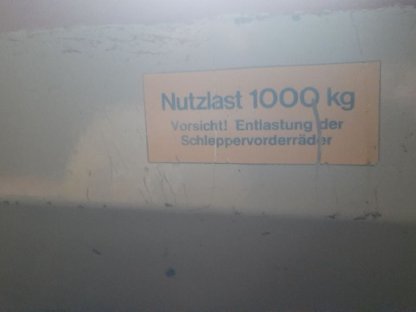 Nutzlast 1000 kg
Vorsicht! Entlastung der
Schleppervorderräder